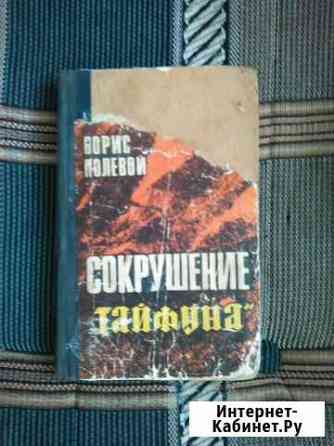 БОРИС
ПОЛЕВОЙ
СОКРУШЕНИЕ
"ТАЙФУНА"
Интернет-
Кабинет.Ру